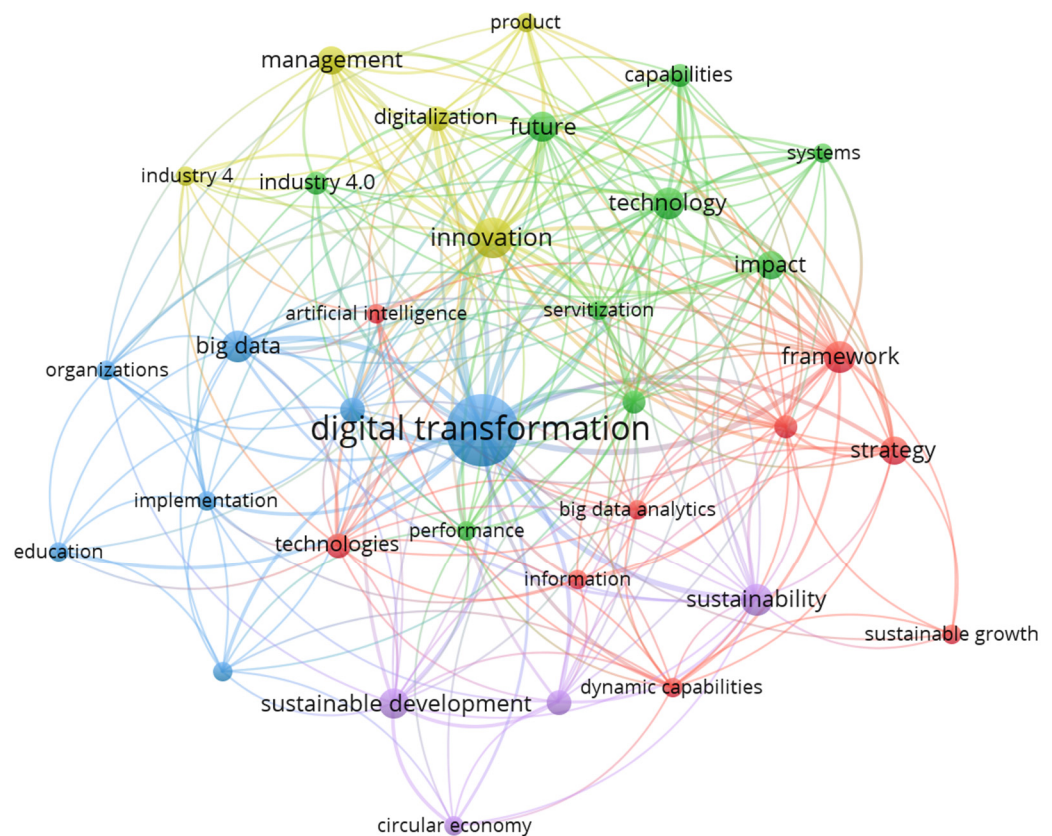 product
management
capabilities
digitalization
future
systems
industry 4
industry 4.0
technology
innovation
impact
artificial intelligence
servitization
big data
framework
organizations
digital transformation
strategy
implementation
big data analytics
performance
education
technologies
information
sustainability
sustainable growth
dynamic capabilities
sustainable development
circular economy